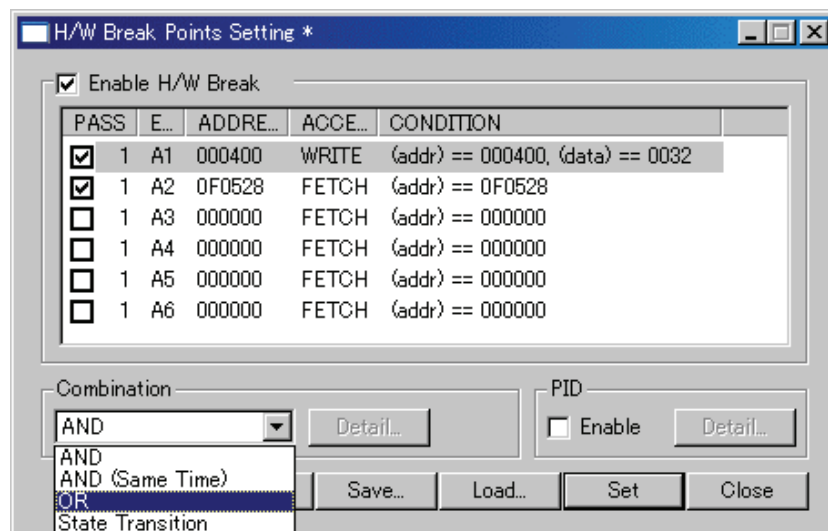 H/W Break Points Setting *
Enable H/W Break
PASS E... ADDRE... ACCE... CONDITION
1 A1 000400 WRITE (addr) == 000400, (data) == 0032
1 A2 0F0528 FETCH (addr) == 0F0528
1 A3 000000 FETCH (addr) == 000000
1 A4 000000 FETCH (addr) == 000000
1 A5 000000 FETCH (addr) == 000000
1 A6 000000 FETCH (addr) == 000000
Combination PID
AND Detail... Enable Detail...
AND
AND (Same Time)
OR Save... Load... Set Close
State Transition